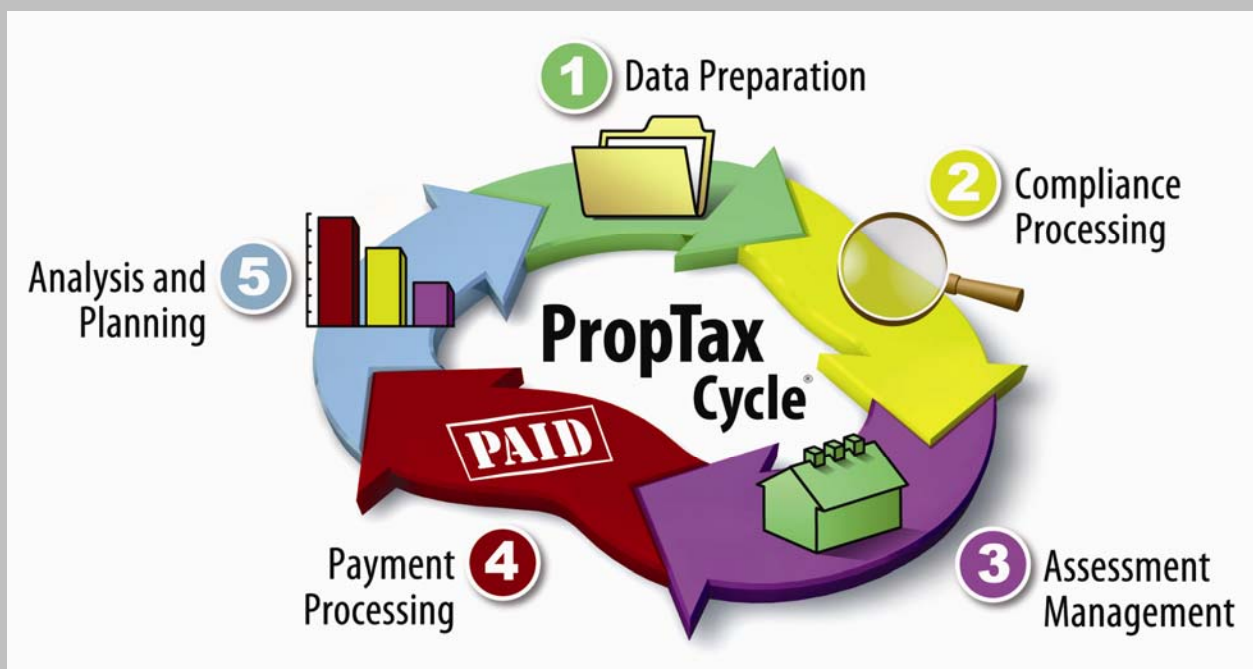 1 Data Preparation
2 Compliance
Processing
PropTax
Cycle®
3 Assessment
Management
PAID
4 Payment
Processing
5 Analysis and
Planning